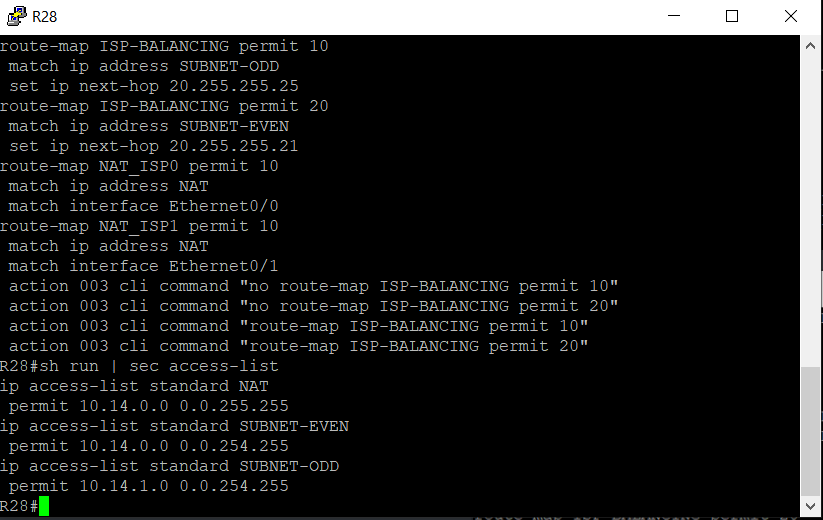 R28
route-map ISP-BALANCING permit 10
 match ip address SUBNET-ODD
 set ip next-hop 20.255.255.25
route-map ISP-BALANCING permit 20
 match ip address SUBNET-EVEN
 set ip next-hop 20.255.255.21
route-map NAT_ISP0 permit 10
 match ip address NAT
 match interface Ethernet0/0
route-map NAT_ISP1 permit 10
 match ip address NAT
 match interface Ethernet0/1
 action 003 cli command "no route-map ISP-BALANCING permit 10"
 action 003 cli command "no route-map ISP-BALANCING permit 20"
 action 003 cli command "route-map ISP-BALANCING permit 10"
 action 003 cli command "route-map ISP-BALANCING permit 20"
R28#sh run | sec access-list
ip access-list standard NAT
 permit 10.14.0.0 0.0.255.255
ip access-list standard SUBNET-EVEN
 permit 10.14.0.0 0.0.254.255
ip access-list standard SUBNET-ODD
 permit 10.14.1.0 0.0.254.255
R28#